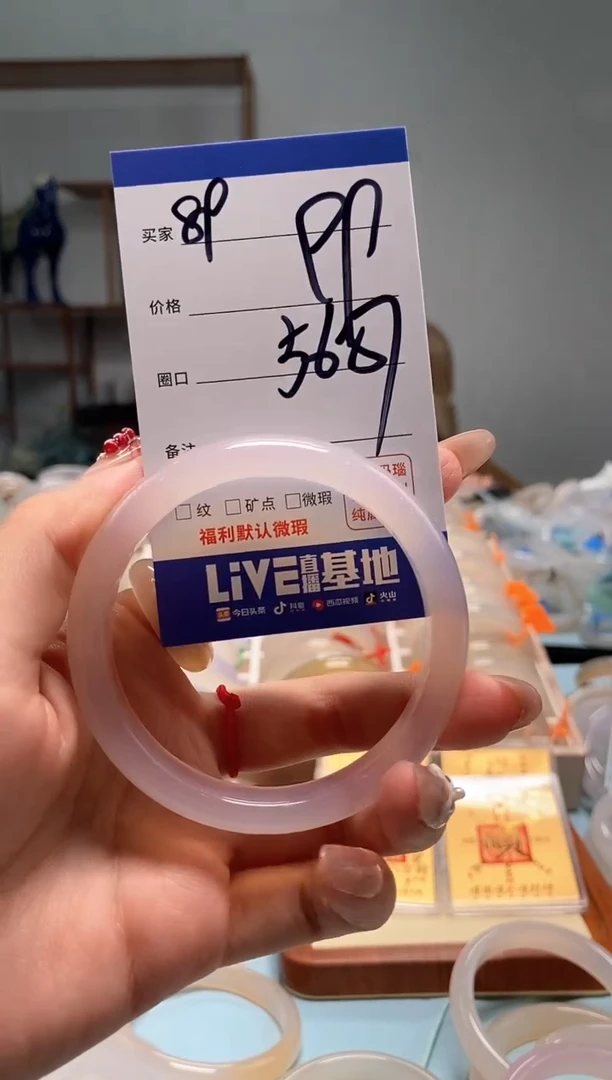 买家 8P
价格
圈口 568
备注
纹 矿点 微瑕
福利默认微瑕
LiVE直播基地
今日头条 抖音 西瓜视频 火山